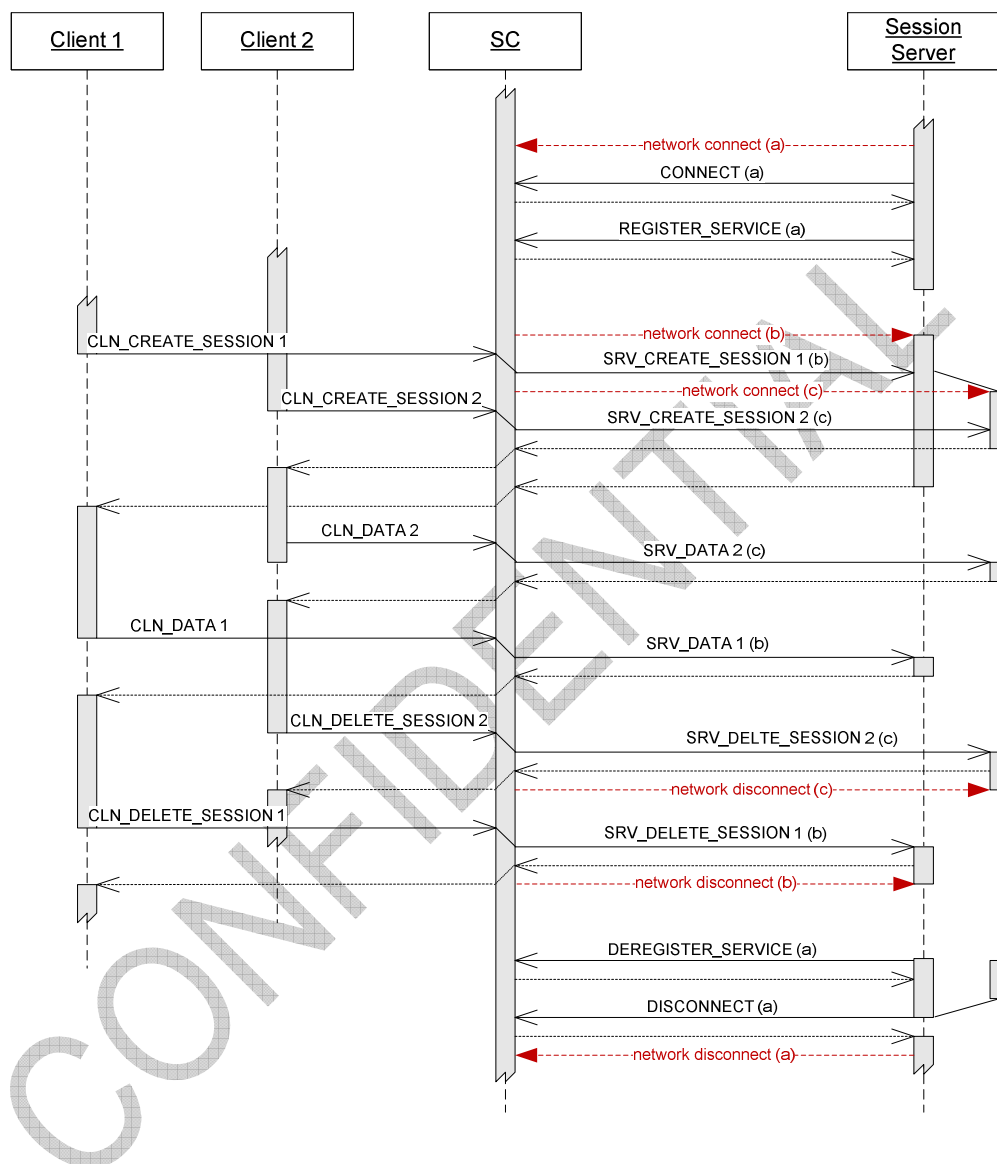 Client 1
Client 2
SC
Session
Server
network connect (a)
CONNECT (a)
REGISTER_SERVICE (a)
network connect (b)
CLN_CREATE_SESSION 1
SRV_CREATE_SESSION 1 (b)
network connect (c)
CLN_CREATE_SESSION 2
SRV_CREATE_SESSION 2 (c)
CLN_DATA 2
SRV_DATA 2 (c)
CLN_DATA 1
SRV_DATA 1 (b)
CLN_DELETE_SESSION 2
SRV_DELTE_SESSION 2 (c)
network disconnect (c)
CLN_DELETE_SESSION 1
SRV_DELETE_SESSION 1 (b)
network disconnect (b)
DEREGISTER_SERVICE (a)
DISCONNECT (a)
network disconnect (a)
CONFIDENTIAL